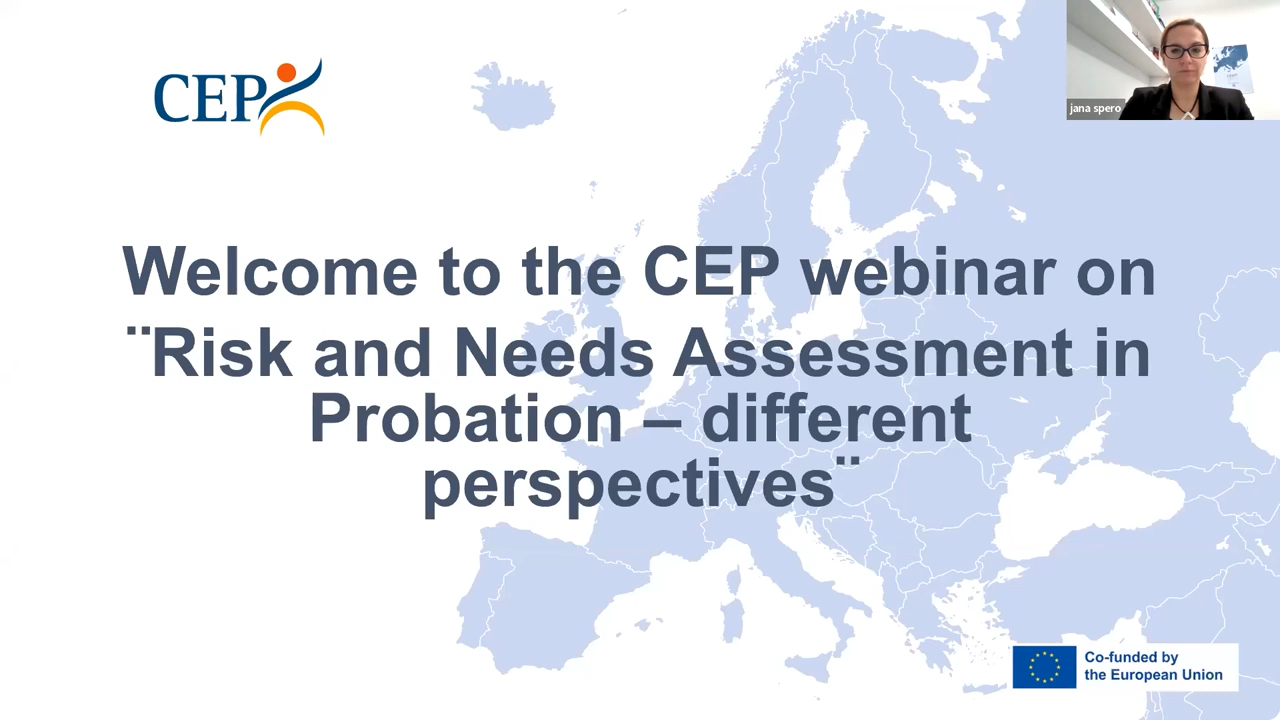 CEP
jana spero
Welcome to the CEP webinar on
¨Risk and Needs Assessment in
Probation – different
perspectives¨
Co-funded by
the European Union